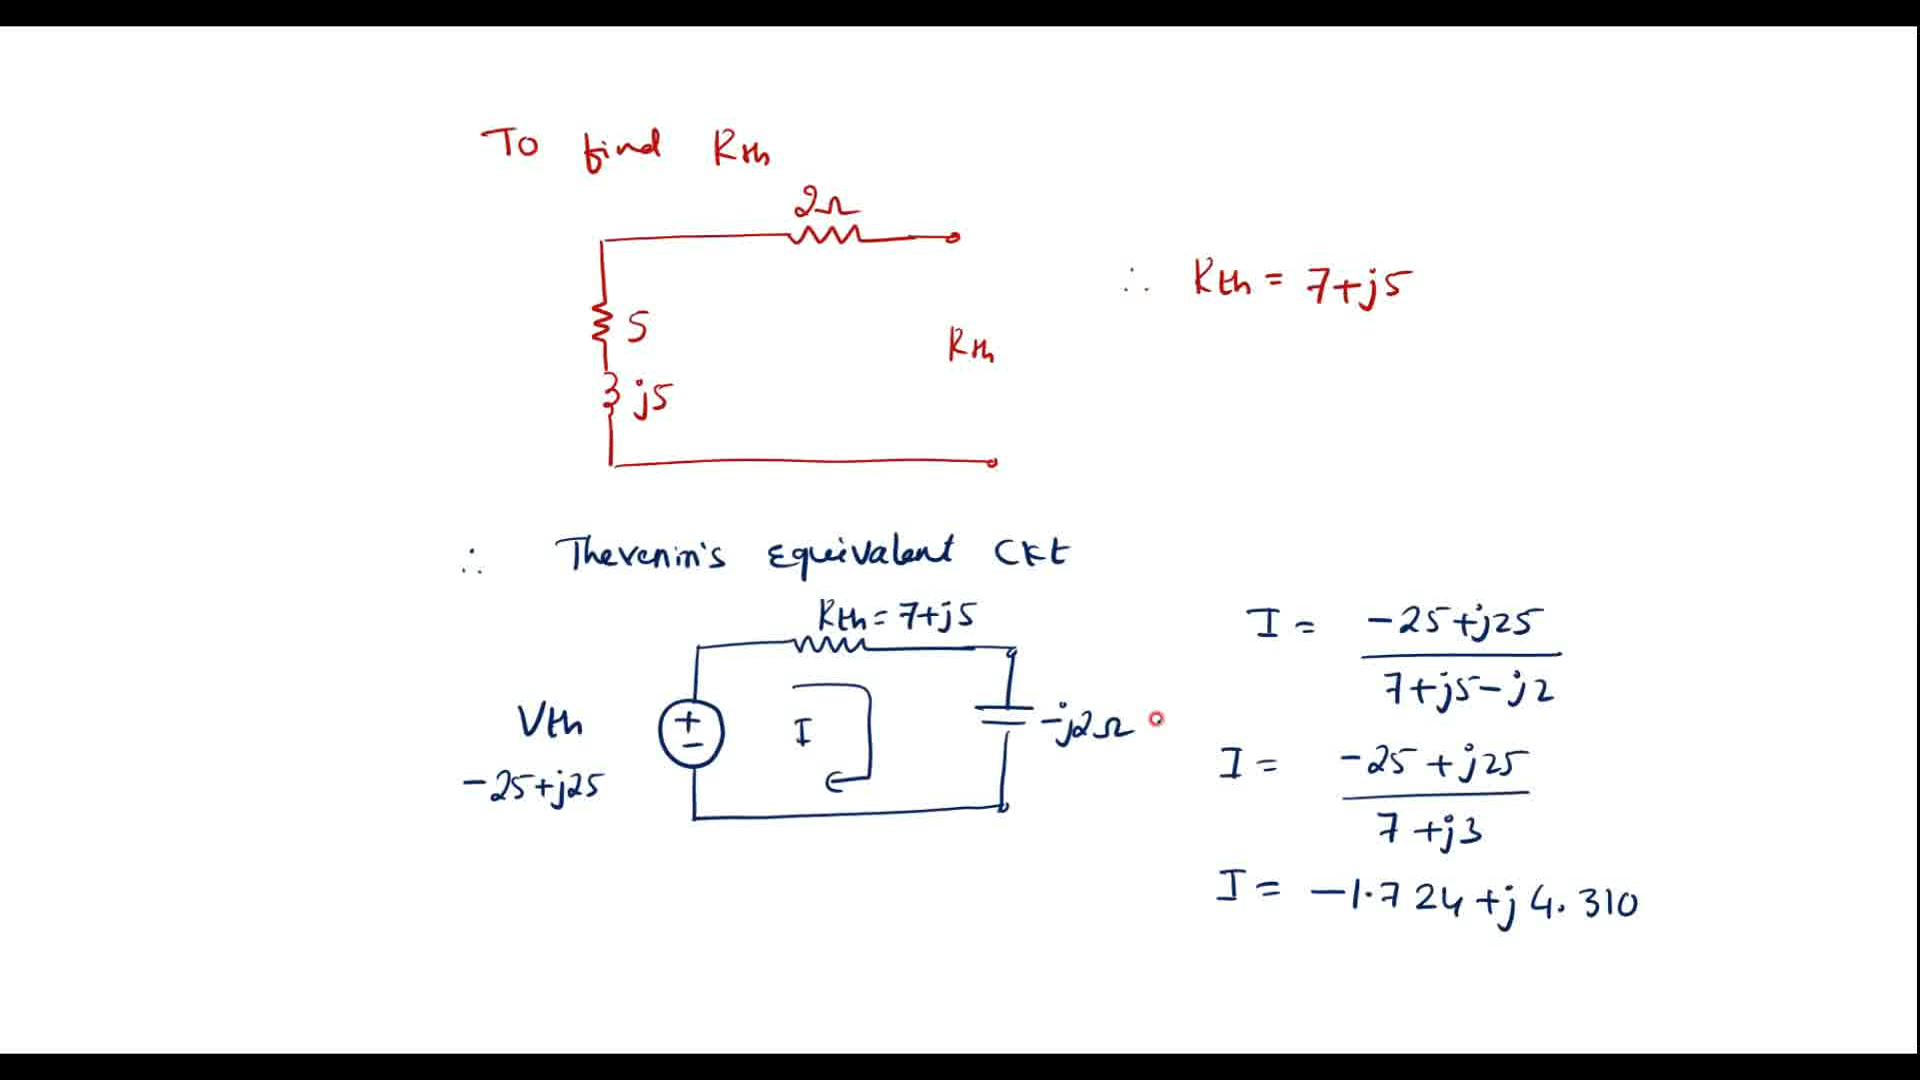 To find Rth
2Ω
5
j5
Rth
∴ Rth = 7+j5
∴ Thevenin's Equivalent CKt
Rth = 7+j5
Vth
-25+j25
+
-
I
-j2Ω
I = -25+j25 / 7+j5-j2
I = -25+j25 / 7+j3
I = -1.724+j4.310